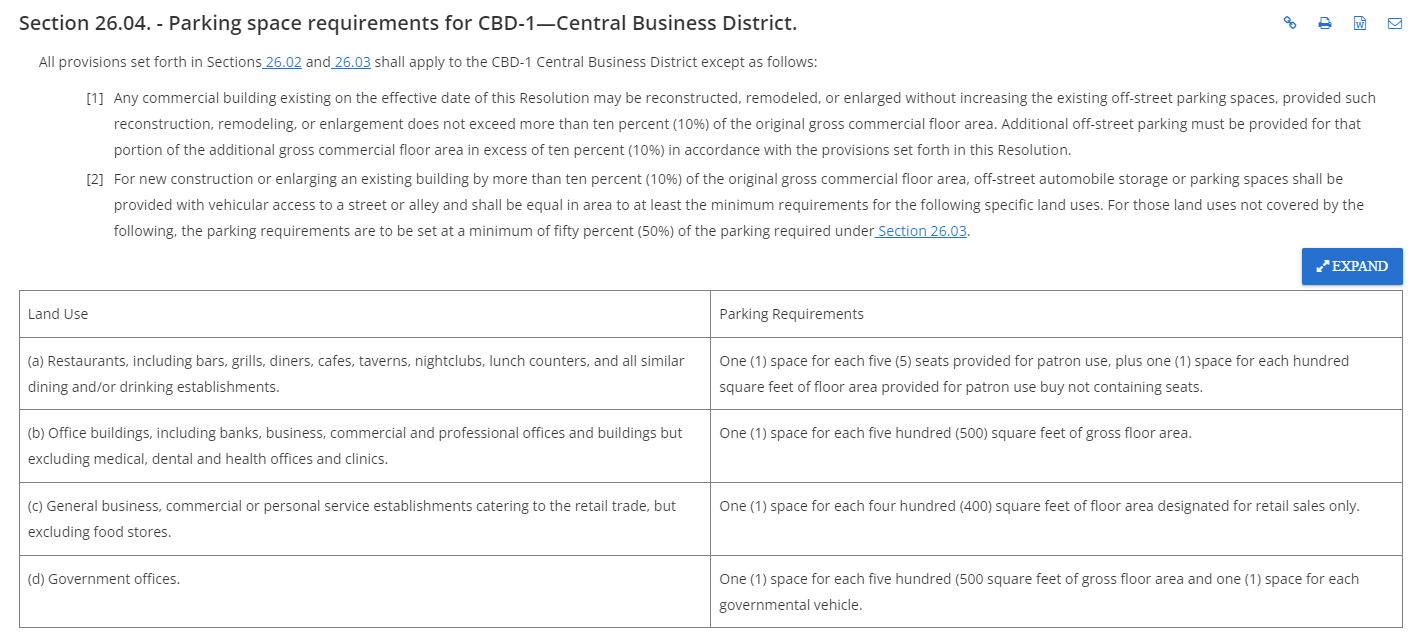 Section 26.04. - Parking space requirements for CBD-1—Central Business District.
All provisions set forth in Sections 26.02 and 26.03 shall apply to the CBD-1 Central Business District except as follows:
[1] Any commercial building existing on the effective date of this Resolution may be reconstructed, remodeled, or enlarged without increasing the existing off-street parking spaces, provided such
reconstruction, remodeling, or enlargement does not exceed more than ten percent (10%) of the original gross commercial floor area. Additional off-street parking must be provided for that
portion of the additional gross commercial floor area in excess of ten percent (10%) in accordance with the provisions set forth in this Resolution.
[2] For new construction or enlarging an existing building by more than ten percent (10%) of the original gross commercial floor area, off-street automobile storage or parking spaces shall be
provided with vehicular access to a street or alley and shall be equal in area to at least the minimum requirements for the following specific land uses. For those land uses not covered by the
following, the parking requirements are to be set at a minimum of fifty percent (50%) of the parking required under Section 26.03.
EXPAND
Land Use
Parking Requirements
(a) Restaurants, including bars, grills, diners, cafes, taverns, nightclubs, lunch counters, and all similar
dining and/or drinking establishments.
One (1) space for each five (5) seats provided for patron use, plus one (1) space for each hundred
square feet of floor area provided for patron use buy not containing seats.
(b) Office buildings, including banks, business, commercial and professional offices and buildings but
excluding medical, dental and health offices and clinics.
One (1) space for each five hundred (500) square feet of gross floor area.
(c) General business, commercial or personal service establishments catering to the retail trade, but
excluding food stores.
One (1) space for each four hundred (400) square feet of floor area designated for retail sales only.
(d) Government offices.
One (1) space for each five hundred (500 square feet of gross floor area and one (1) space for each
governmental vehicle.